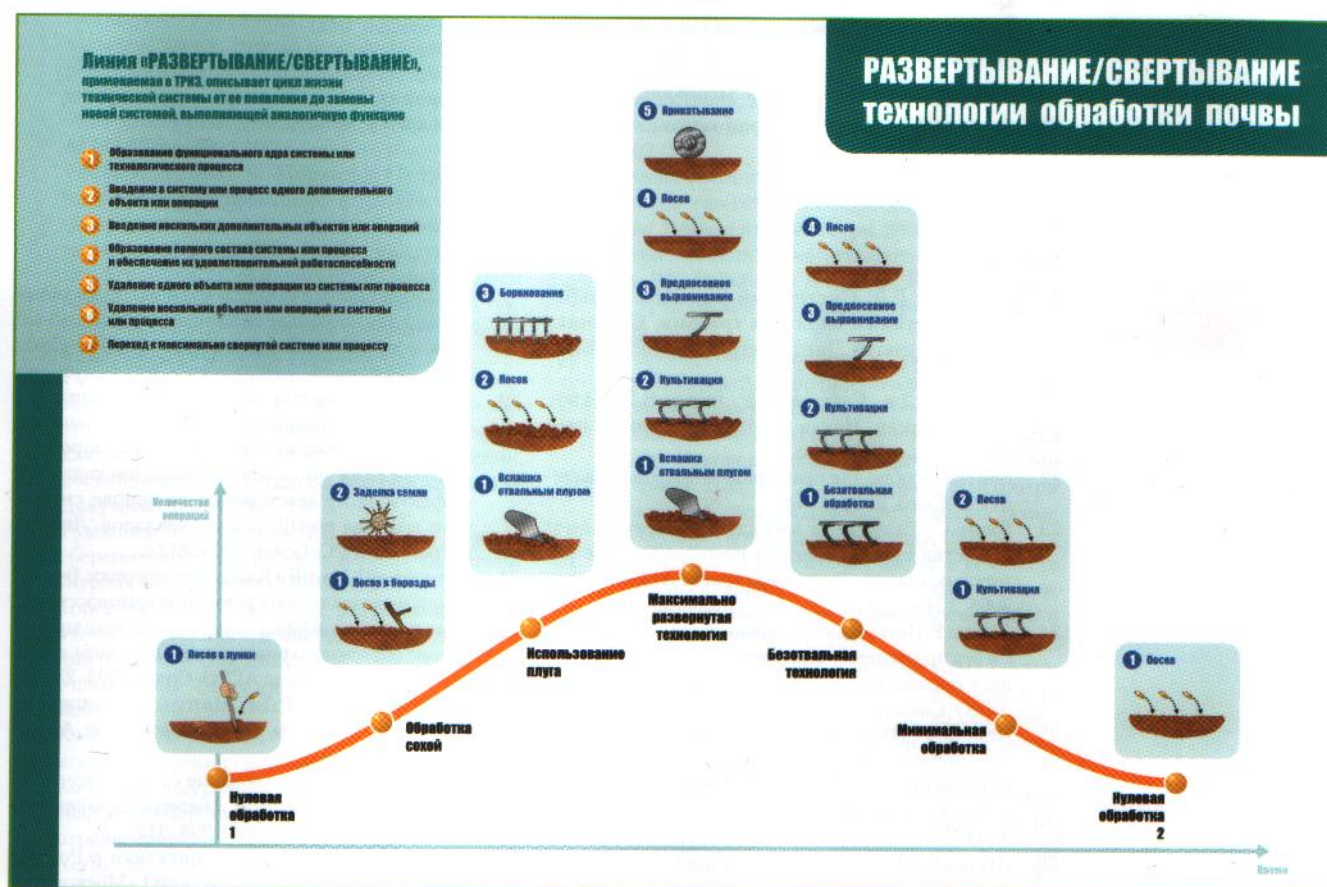 Линия «РАЗВЕРТЫВАНИЕ/СВЕРТЫВАНИЕ»,
применяемая в ТРИЗ, описывает цикл жизни
технической системы от ее появления до замены
новой системой, выполняющей аналогичную функцию
1 Образование функционального ядра системы или
технологического процесса
2 Введение в систему или процесс одного дополнительного
объекта или операции
3 Введение нескольких дополнительных объектов или операций
4 Образование полного состава системы или процесса
и обеспечение их удовлетворительной работоспособности
5 Удаление одного объекта или операции из системы или процесса
6 Удаление нескольких объектов или операций из системы
или процесса
7 Переход к максимально свернутой системе или процессу
РАЗВЕРТЫВАНИЕ/СВЕРТЫВАНИЕ
технологии обработки почвы
Количество
операций
1 Посев в лунки
Нулевая
обработка
1
2 Заделка семян
1 Посев в борозды
Обработка
сохой
3 Боронование
2 Посев
1 Вспашка
отвальным плугом
Использование
плуга
5 Прикатывание
4 Посев
3 Предпосевное
выравнивание
2 Культивация
1 Вспашка
отвальным плугом
Максимально
развернутая
технология
4 Посев
3 Предпосевное
выравнивание
2 Культивация
1 Безотвальная
обработка
Безотвальная
технология
2 Посев
1 Культивация
Минимальная
обработка
1 Посев
Нулевая
обработка
2